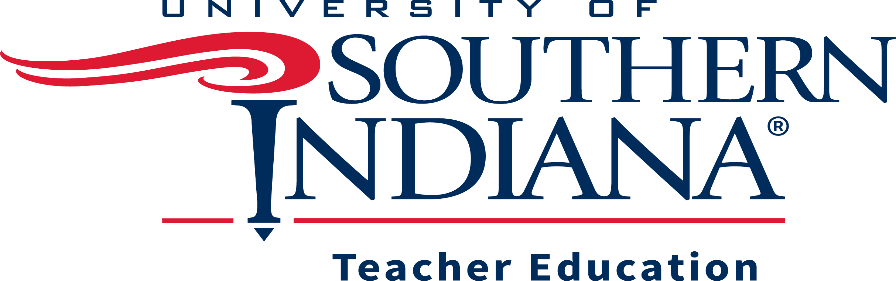 UNIVERSITY OF
SOUTHERN
INDIANA®
Teacher Education